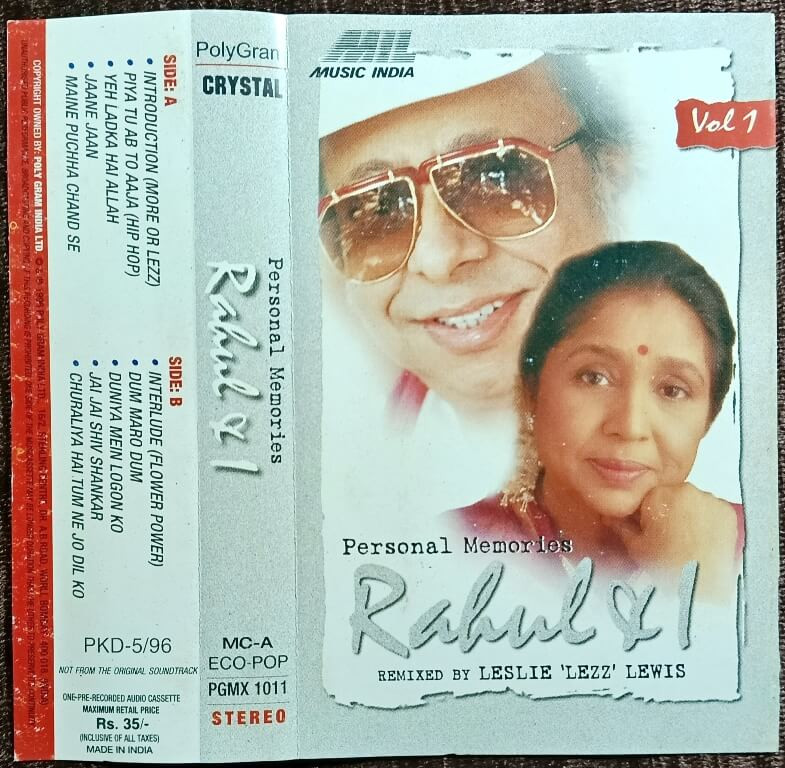 MIL
MUSIC INDIA
Vol 1
Personal Memories
Rahul & I
REMIXED BY LESLIE 'LEZZ' LEWIS
PolyGram
CRYSTAL
Personal Memories
Rahul & I
MC-A
ECO-POP
PGMX 1011
STEREO
SIDE: A
• INTRODUCTION (MORE OR LEZZ)
• PIYA TU AB TO AAJA (HIP HOP)
• YEH LADKA HAI ALLAH
• JAANE JAAN
• MAINE PUCHHA CHAND SE
SIDE: B
• INTERLUDE (FLOWER POWER)
• DUM MARO DUM
• DUNIYA MEIN LOGON KO
• JAI JAI SHIV SHANKAR
• CHURALIYA HAI TUM NE JO DIL KO
PKD-5/96
NOT FROM THE ORIGINAL SOUNDTRACK
ONE-PRE-RECORDED AUDIO CASSETTE
MAXIMUM RETAIL PRICE
Rs. 35/-
(INCLUSIVE OF ALL TAXES)
MADE IN INDIA
COPYRIGHT OWNED BY: POLY GRAM INDIA LTD.